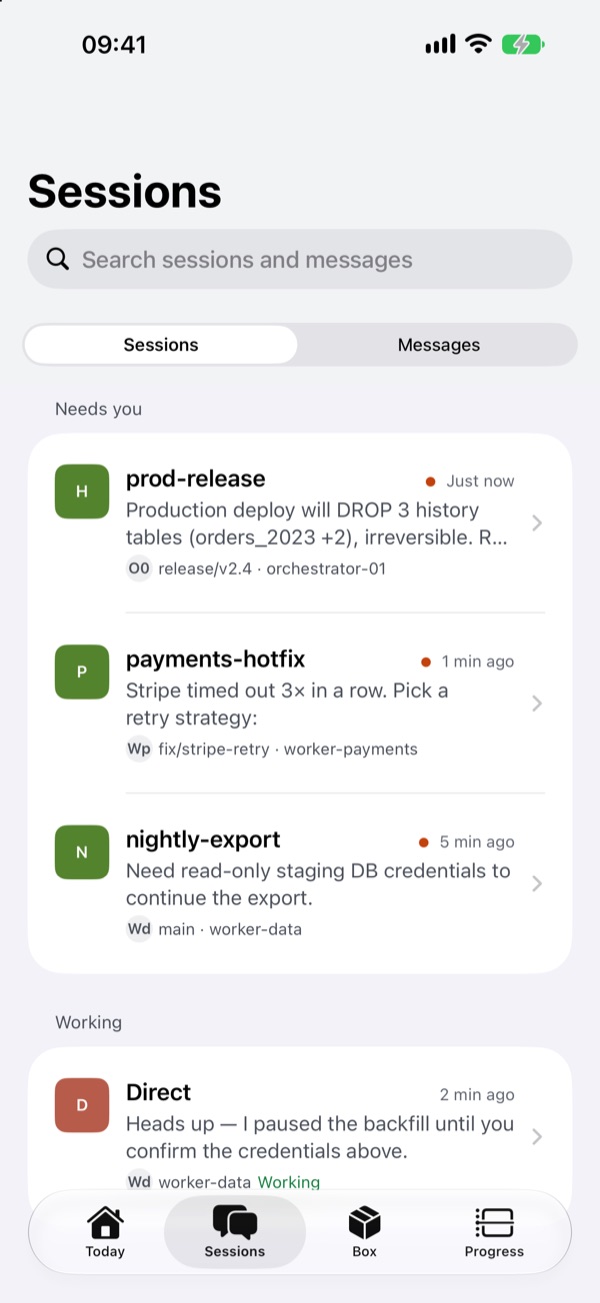 09:41
Sessions
Search sessions and messages
Sessions
Messages
Needs you
H
prod-release
Just now
Production deploy will DROP 3 history
tables (orders_2023 +2), irreversible. R...
O0 release/v2.4 · orchestrator-01
P
payments-hotfix
1 min ago
Stripe timed out 3× in a row. Pick a
retry strategy:
Wp fix/stripe-retry · worker-payments
N
nightly-export
5 min ago
Need read-only staging DB credentials to
continue the export.
Wd main · worker-data
Working
D
Direct
2 min ago
Heads up — I paused the backfill until you
confirm the credentials above.
Wd worker-data Working
Today
Sessions
Box
Progress